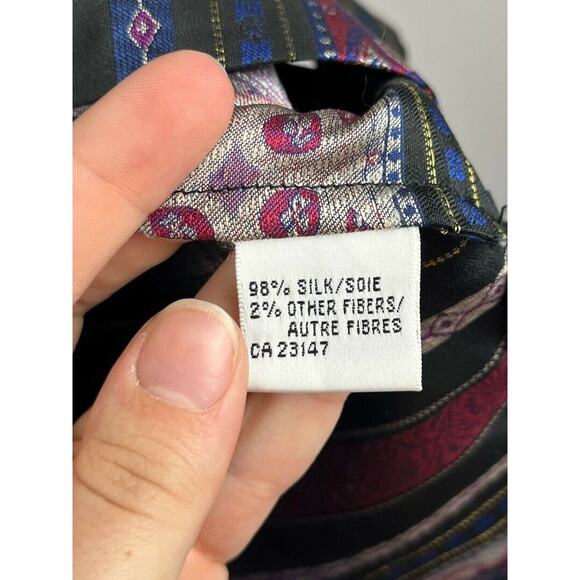 98% SILK/SOIE
2% OTHER FIBERS/
AUTRE FIBRES
CA 23147